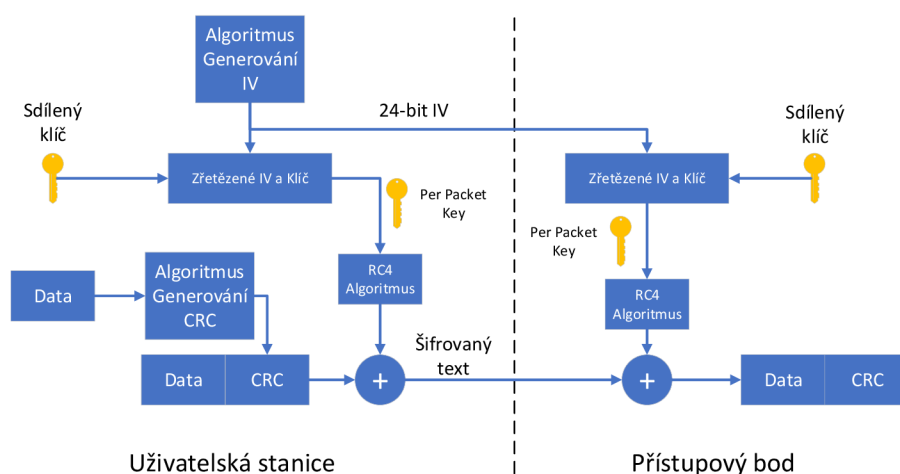 Algoritmus
Generování
IV
Sdílený
klíč
24-bit IV
Sdílený
klíč
Zřetězené IV a Klíč
Zřetězené IV a Klíč
Per Packet
Key
Per Packet
Key
Data
Algoritmus
Generování
CRC
RC4
Algoritmus
RC4
Algoritmus
Data
CRC
+
Šifrovaný
text
+
Data
CRC
Uživatelská stanice
Přístupový bod